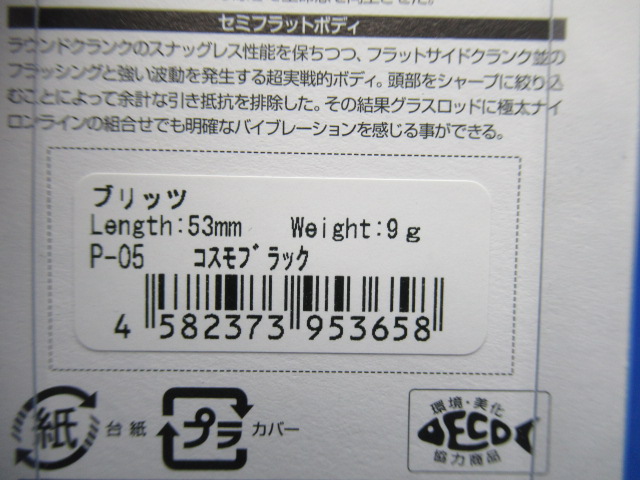 セミフラットボディ
ラウンドクランクのスナッグレス性能を保ちつつ、フラットサイドクランク並の
フラッシングと強い波動を発生する超実戦的ボディ。頭部をシャープに絞り込
むことによって余計な引き抵抗を排除した。その結果グラスロッドに極太ナイ
ロンラインの組合せでも明確なバイブレーションを感じる事ができる。
ブリッツ
Length:53mm Weight:9g
P-05 コスモブラック
4 582373 953658
紙 台紙 プラ カバー
環境・美化
ECO
協力商品